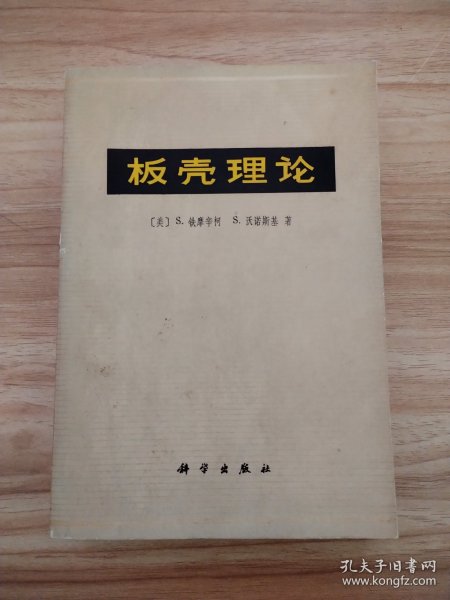 板壳理论
〔美〕 S. 铁摩辛柯 S. 沃诺斯基 著
科学出版社
孔夫子旧书网
www.kongfz.com